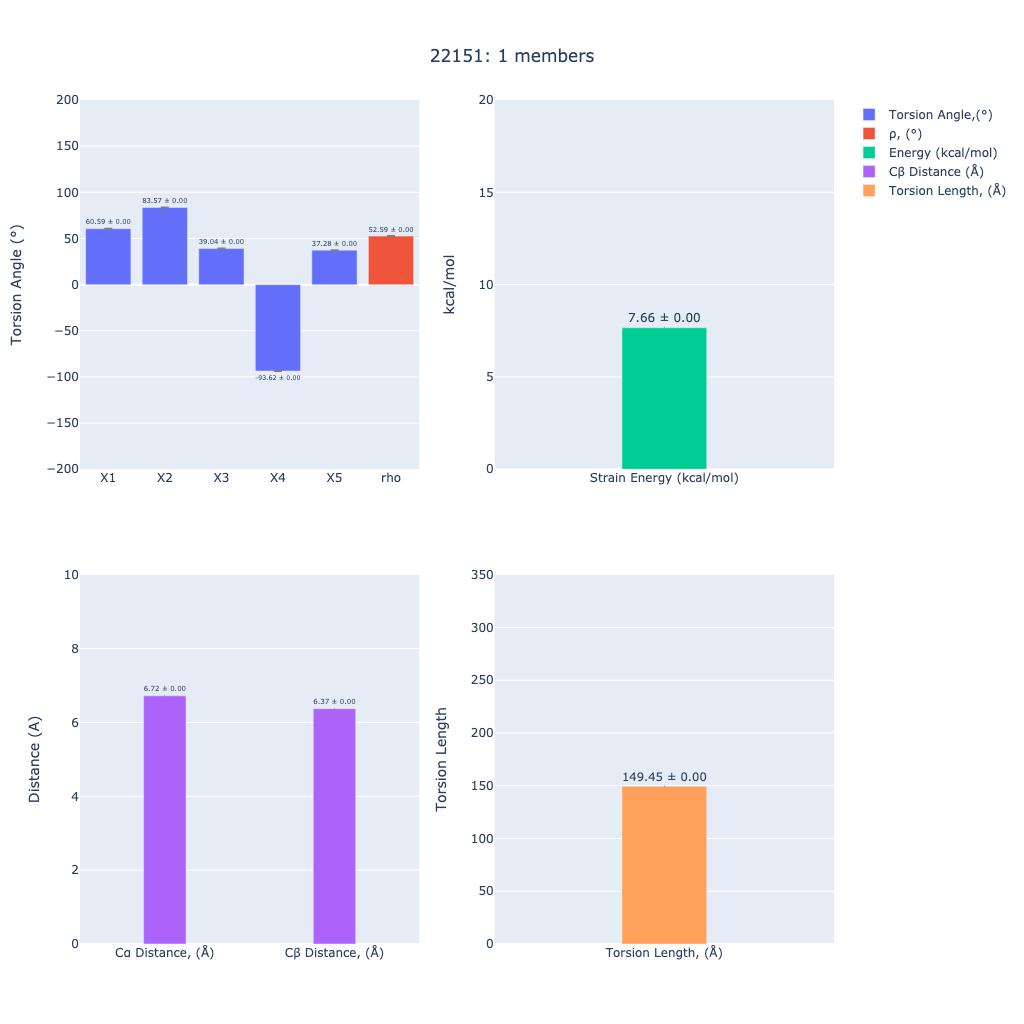 22151: 1 members
200
150
100
50
0
−50
−100
−150
−200
Torsion Angle (°)
60.59 ± 0.00
83.57 ± 0.00
39.04 ± 0.00
-93.62 ± 0.00
37.28 ± 0.00
52.59 ± 0.00
X1 X2 X3 X4 X5 rho
20
15
10
5
0
kcal/mol
7.66 ± 0.00
Strain Energy (kcal/mol)
Torsion Angle,(°)
ρ, (°)
Energy (kcal/mol)
Cβ Distance (Å)
Torsion Length, (Å)
10
8
6
4
2
0
Distance (A)
6.72 ± 0.00
6.37 ± 0.00
Cα Distance, (Å) Cβ Distance, (Å)
350
300
250
200
150
100
50
0
Torsion Length
149.45 ± 0.00
Torsion Length, (Å)